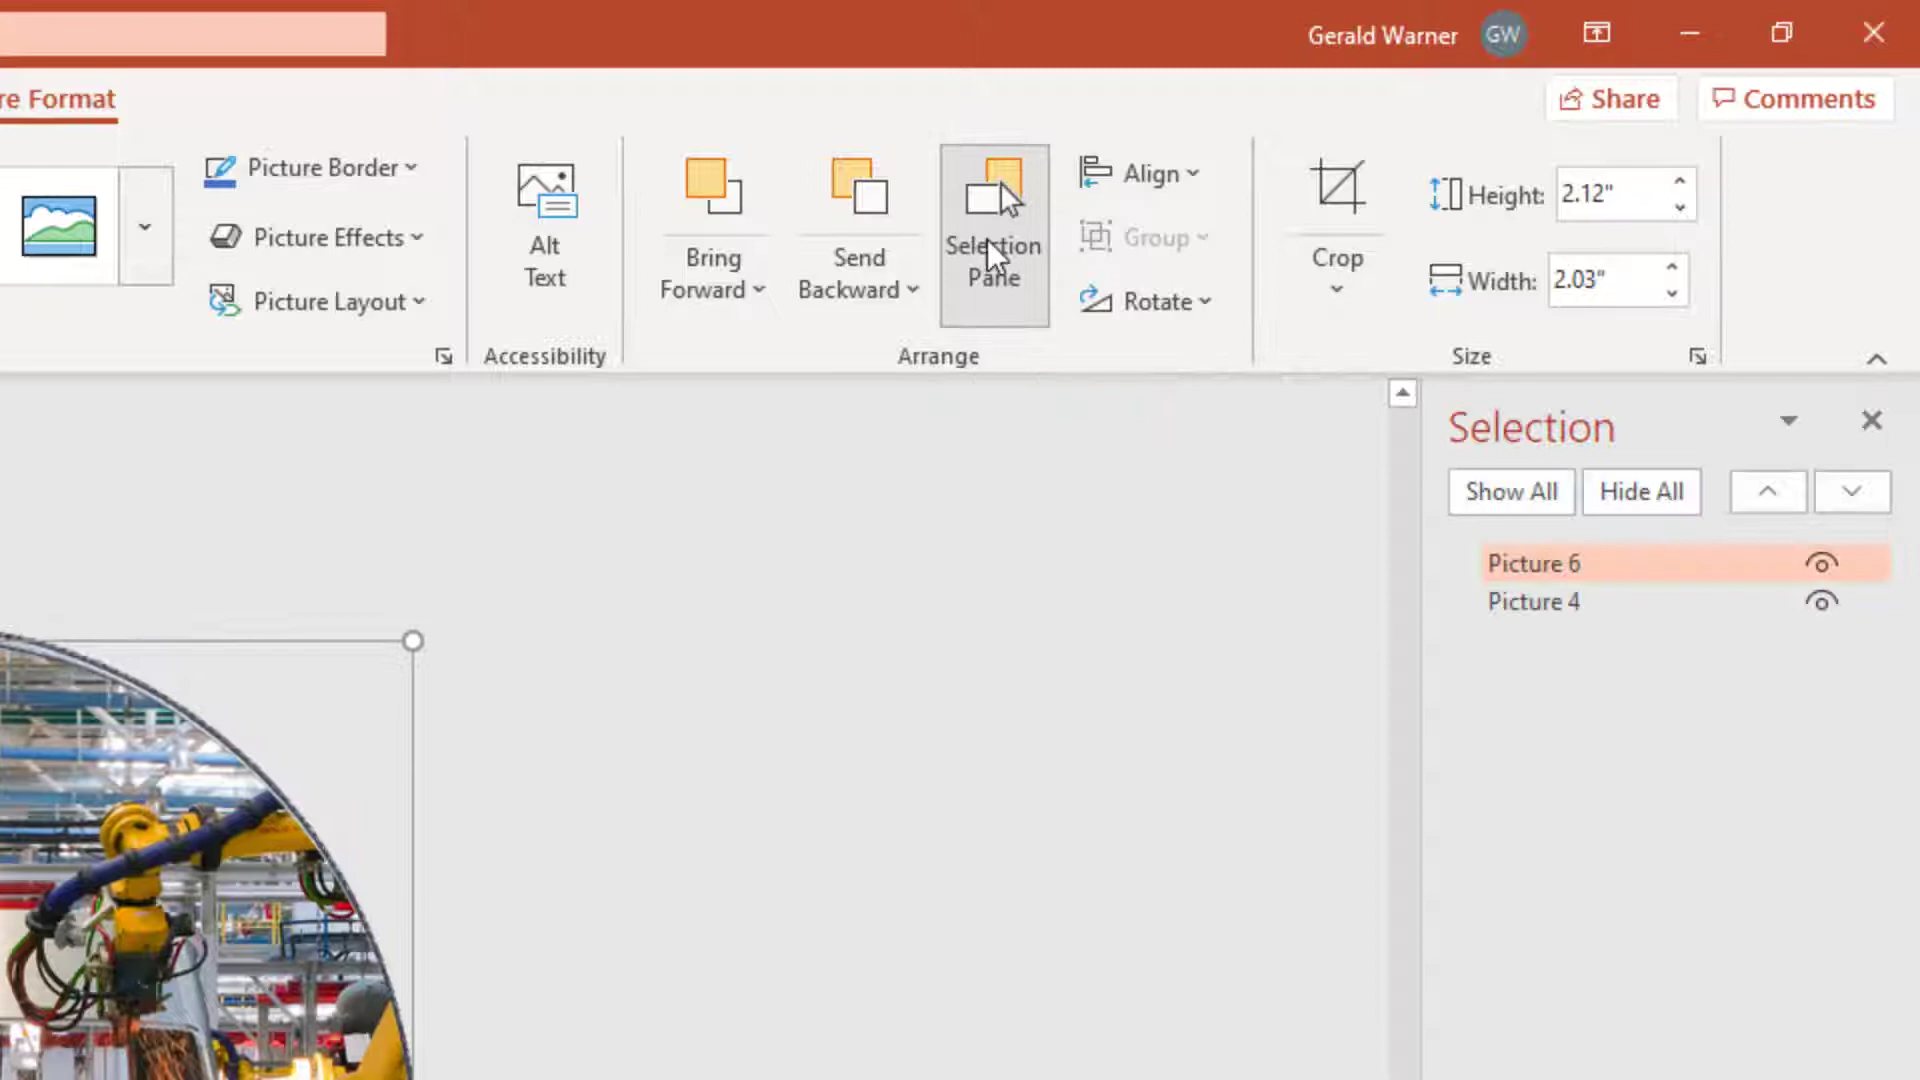 Gerald Warner GW
re Format
Share
Comments
Picture Border
Picture Effects
Picture Layout
Alt
Text
Accessibility
Bring
Forward
Send
Backward
Selection
Pane
Align
Group
Rotate
Arrange
Crop
Height: 2.12"
Width: 2.03"
Size
Selection
Show All
Hide All
Picture 6
Picture 4